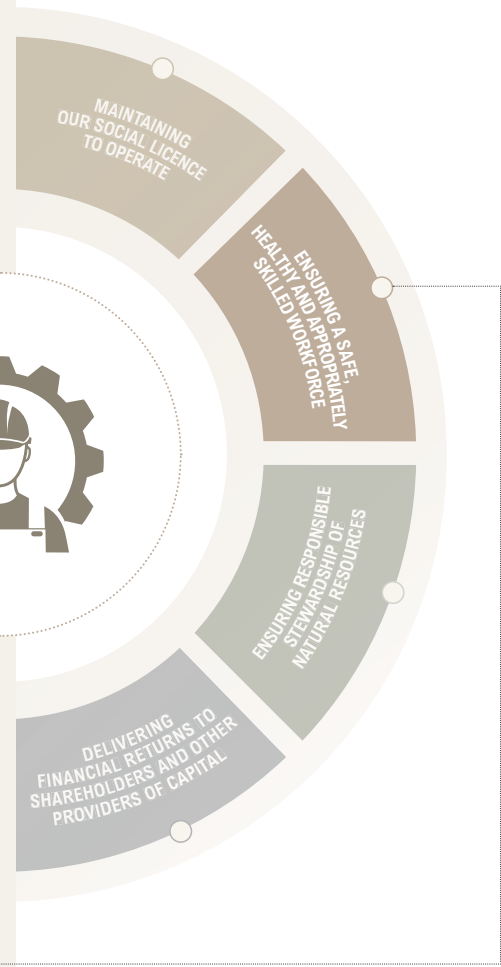 MAINTAINING
OUR SOCIAL LICENCE
TO OPERATE
ENSURING A SAFE,
HEALTHY AND APPROPRIATELY
SKILLED WORKFORCE
ENSURING RESPONSIBLE
STEWARDSHIP OF
NATURAL RESOURCES
DELIVERING
FINANCIAL RETURNS TO
SHAREHOLDERS AND OTHER
PROVIDERS OF CAPITAL